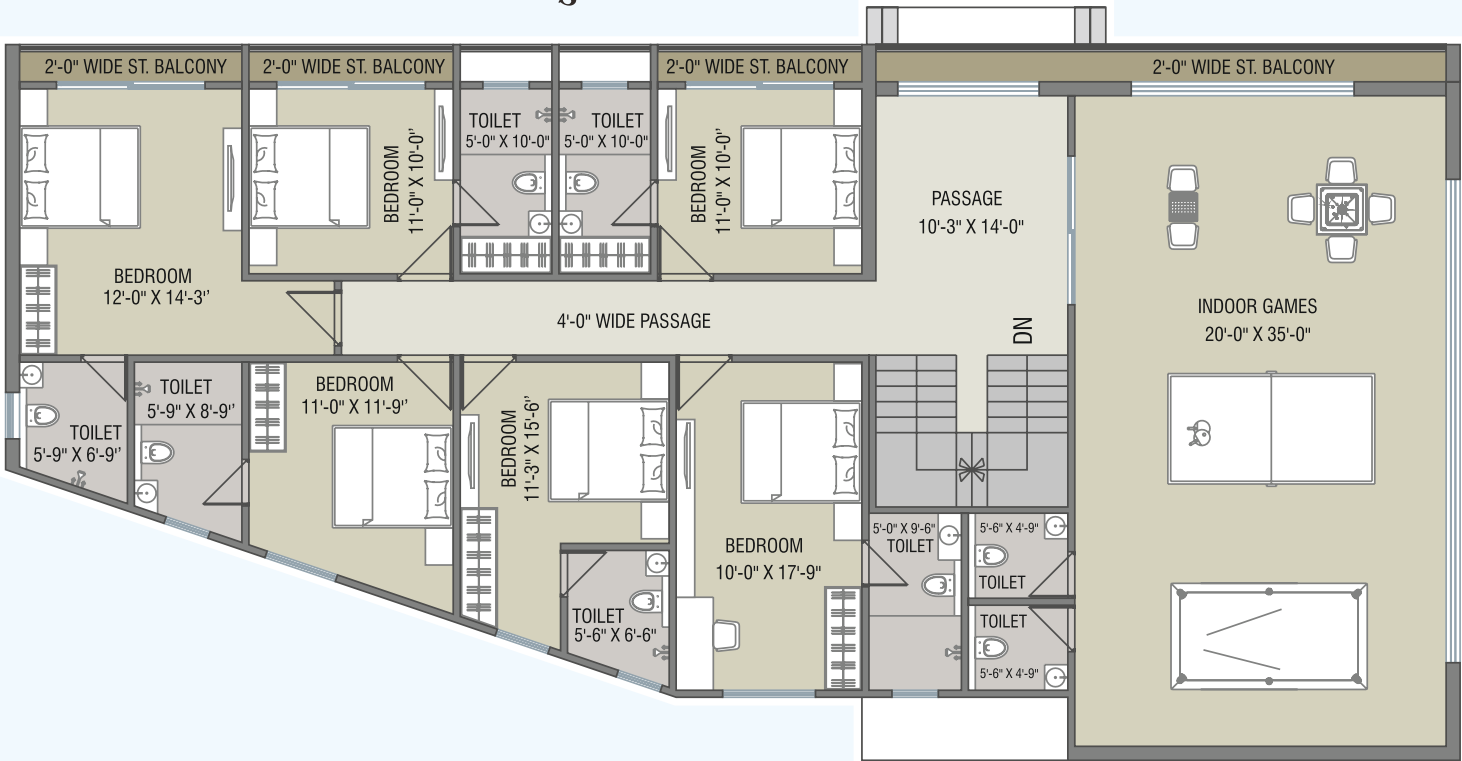 2'-0" WIDE ST. BALCONY
2'-0" WIDE ST. BALCONY
2'-0" WIDE ST. BALCONY
2'-0" WIDE ST. BALCONY
BEDROOM
12'-0" X 14'-3"
BEDROOM
11'-0" X 10'-0"
TOILET
5'-0" X 10'-0"
TOILET
5'-0" X 10'-0"
BEDROOM
11'-0" X 10'-0"
PASSAGE
10'-3" X 14'-0"
INDOOR GAMES
20'-0" X 35'-0"
4'-0" WIDE PASSAGE
DN
TOILET
5'-9" X 6'-9"
TOILET
5'-9" X 8'-9"
BEDROOM
11'-0" X 11'-9"
BEDROOM
11'-3" X 15'-6"
TOILET
5'-6" X 6'-6"
BEDROOM
10'-0" X 17'-9"
5'-0" X 9'-6"
TOILET
5'-6" X 4'-9"
TOILET
TOILET
5'-6" X 4'-9"